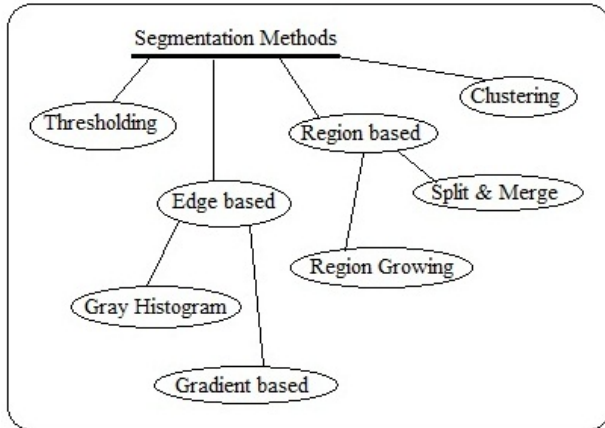 Segmentation Methods
Thresholding
Clustering
Region based
Split & Merge
Edge based
Region Growing
Gray Histogram
Gradient based